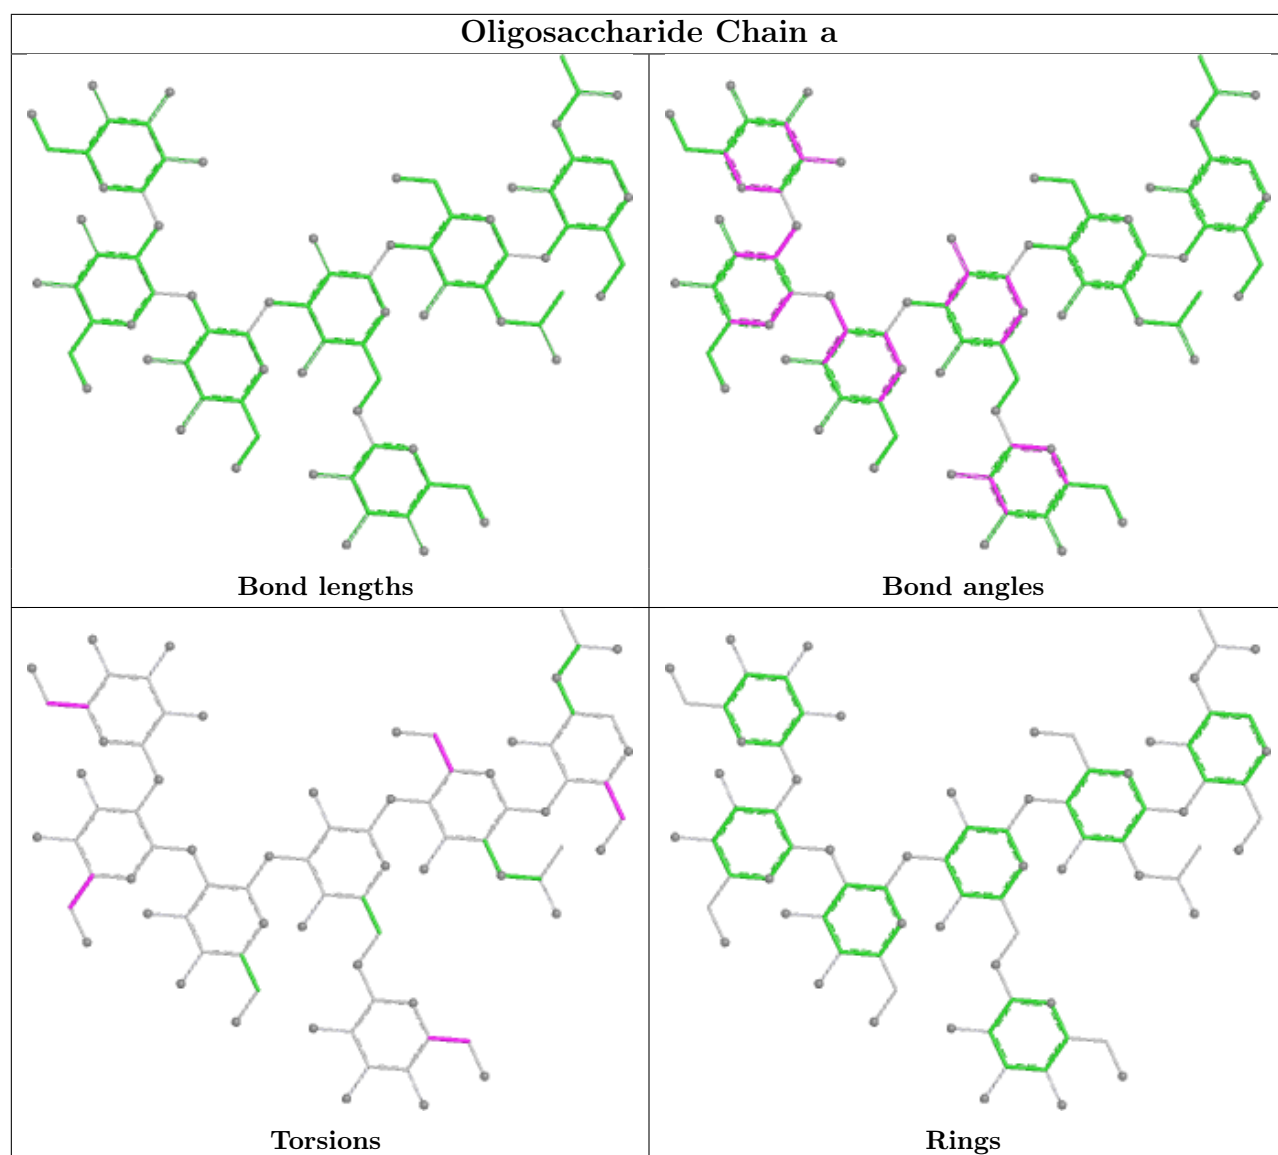 Oligosaccharide Chain a
Bond lengths
Bond angles
Torsions
Rings